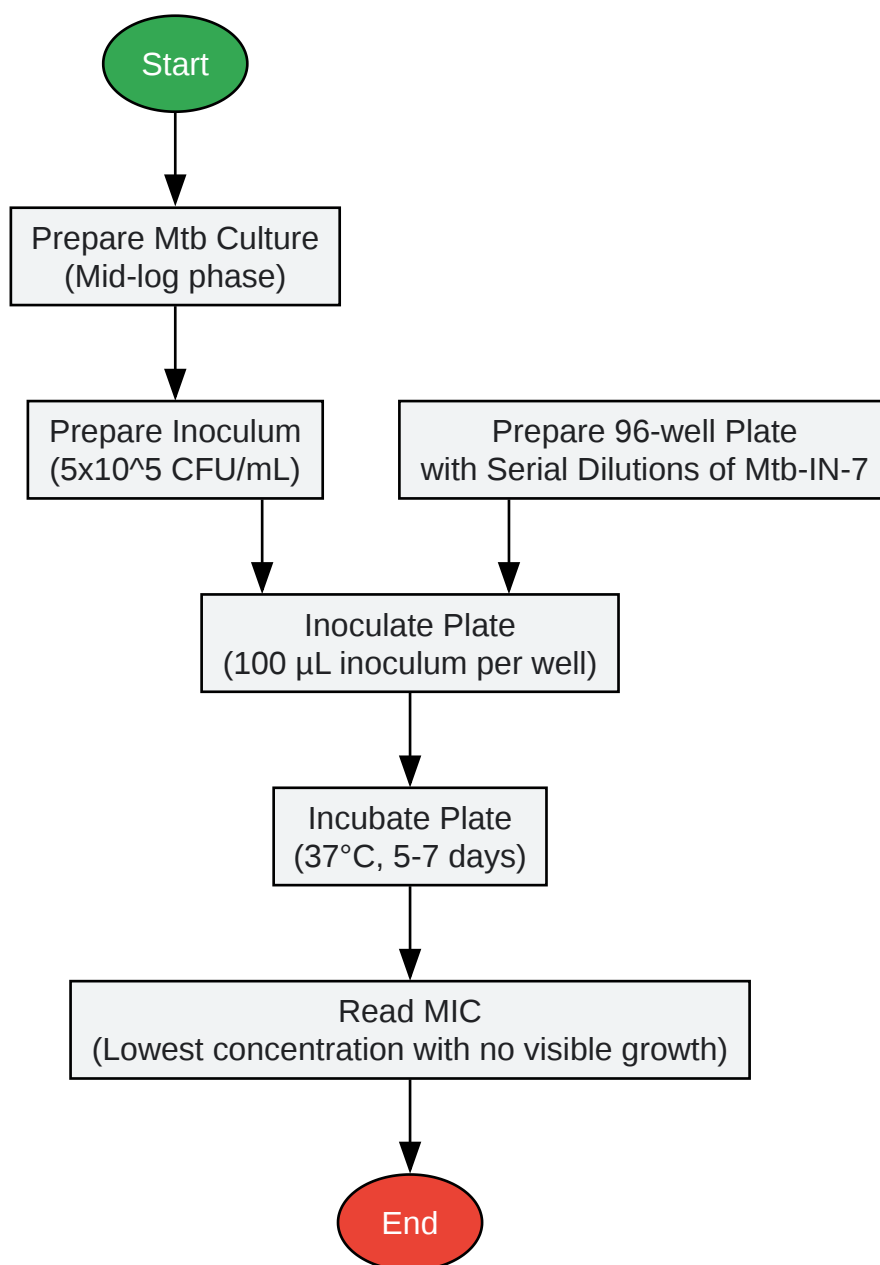 Start
Prepare Mtb Culture
(Mid-log phase)
Prepare Inoculum
(5x10^5 CFU/mL)
Prepare 96-well Plate
with Serial Dilutions of Mtb-IN-7
Inoculate Plate
(100 µL inoculum per well)
Incubate Plate
(37°C, 5-7 days)
Read MIC
(Lowest concentration with no visible growth)
End